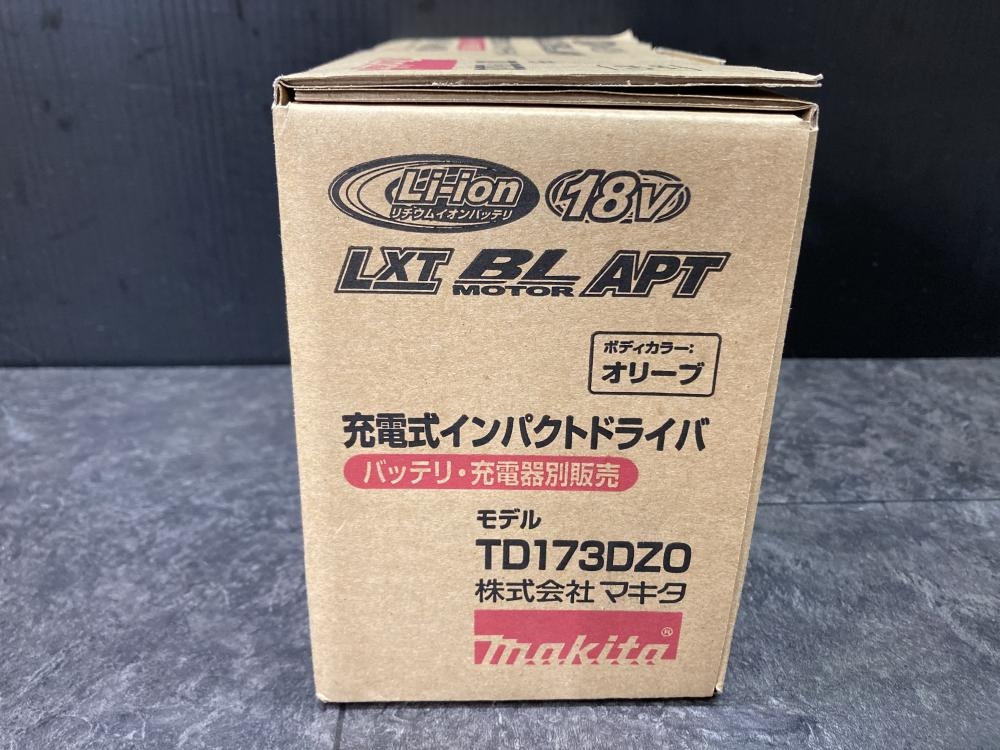 Li-ion
リチウムイオンバッテリ
18V
LXT BL MOTOR APT
ボディカラー:
オリーブ
充電式インパクトドライバ
バッテリ・充電器別販売
モデル
TD173DZO
株式会社マキタ
makita®